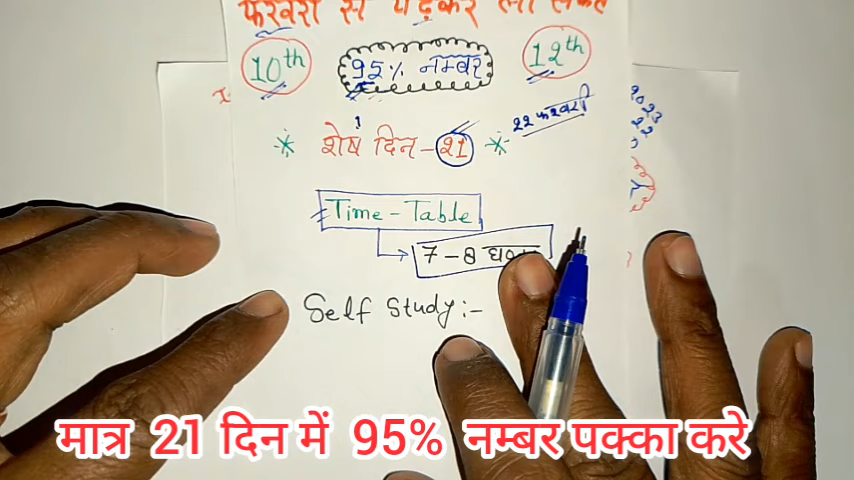 फरवरी से पढ़कर ला सकते
10th 95% नम्बर 12th
शेष दिन - 21
22 फरवरी
Time - Table
7 - 8
Self Study :-
मात्र 21 दिन में 95% नम्बर पक्का करे